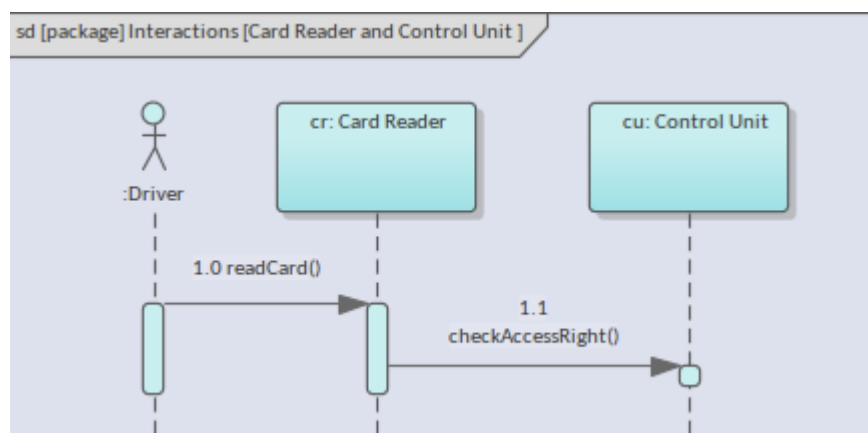 sd [package] Interactions [Card Reader and Control Unit ]
cr: Card Reader
cu: Control Unit
:Driver
1.0 readCard()
1.1
checkAccessRight()